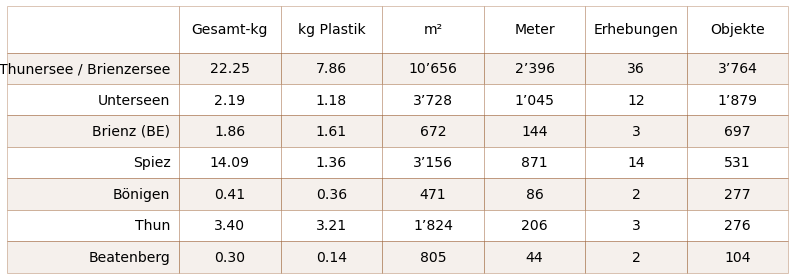 Gesamt-kg kg Plastik m² Meter Erhebungen Objekte
Thunersee / Brienzersee 22.25 7.86 10’656 2’396 36 3’764
Unterseen 2.19 1.18 3’728 1’045 12 1’879
Brienz (BE) 1.86 1.61 672 144 3 697
Spiez 14.09 1.36 3’156 871 14 531
Bönigen 0.41 0.36 471 86 2 277
Thun 3.40 3.21 1’824 206 3 276
Beatenberg 0.30 0.14 805 44 2 104